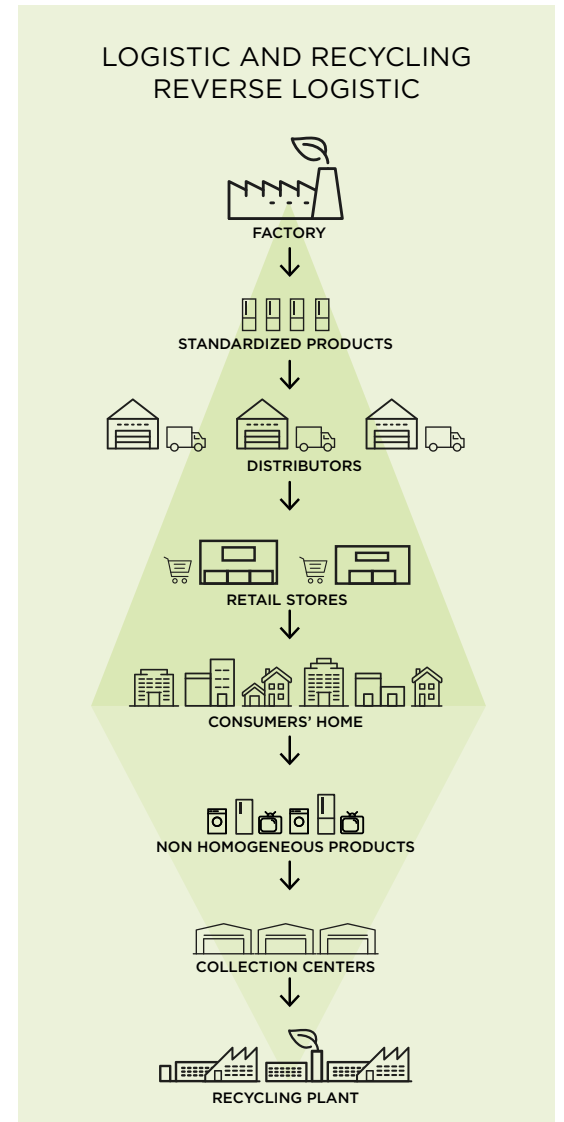 LOGISTIC AND RECYCLING
REVERSE LOGISTIC
FACTORY
STANDARDIZED PRODUCTS
DISTRIBUTORS
RETAIL STORES
CONSUMERS' HOME
NON HOMOGENEOUS PRODUCTS
COLLECTION CENTERS
RECYCLING PLANT